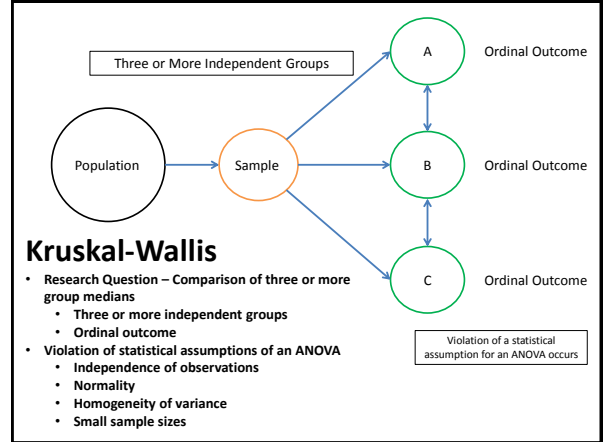 Three or More Independent Groups
A
Ordinal Outcome
Population
Sample
B
Ordinal Outcome
C
Ordinal Outcome
Kruskal-Wallis
• Research Question – Comparison of three or more
group medians
• Three or more independent groups
• Ordinal outcome
• Violation of statistical assumptions of an ANOVA
• Independence of observations
• Normality
• Homogeneity of variance
• Small sample sizes
Violation of a statistical
assumption for an ANOVA occurs